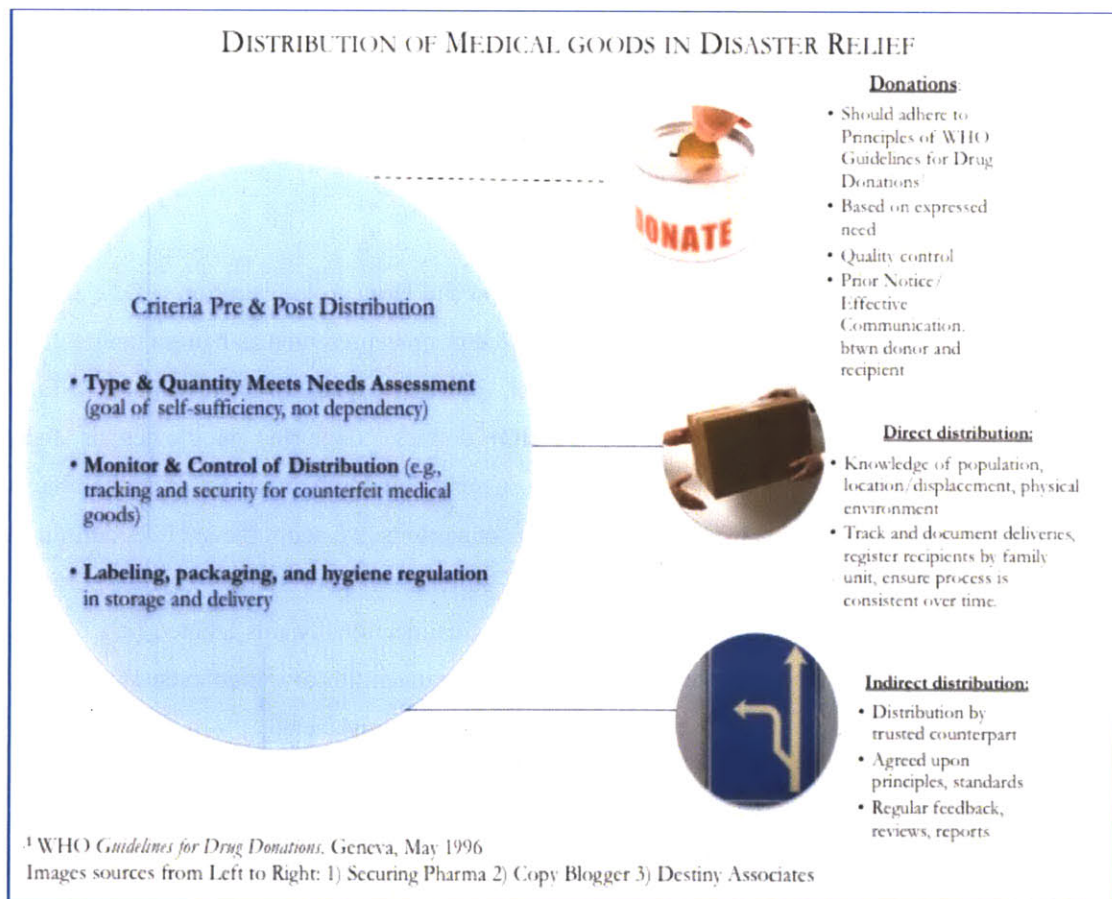 DISTRIBUTION OF MEDICAL GOODS IN DISASTER RELIEF
Criteria Pre & Post Distribution
• Type & Quantity Meets Needs Assessment
(goal of self-sufficiency, not dependency)
• Monitor & Control of Distribution (e.g.,
tracking and security for counterfeit medical
goods)
• Labeling, packaging, and hygiene regulation
in storage and delivery
DONATE
Donations:
• Should adhere to
Principles of WHO
Guidelines for Drug
Donations¹
• Based on expressed
need
• Quality control
• Prior Notice/
Effective
Communication.
btwn donor and
recipient
Direct distribution:
• Knowledge of population,
location/displacement, physical
environment
• Track and document deliveries,
register recipients by family
unit, ensure process is
consistent over time.
Indirect distribution:
• Distribution by
trusted counterpart
• Agreed upon
principles, standards
• Regular feedback,
reviews, reports
¹ WHO Guidelines for Drug Donations. Geneva, May 1996
Images sources from Left to Right: 1) Securing Pharma 2) Copy Blogger 3) Destiny Associates